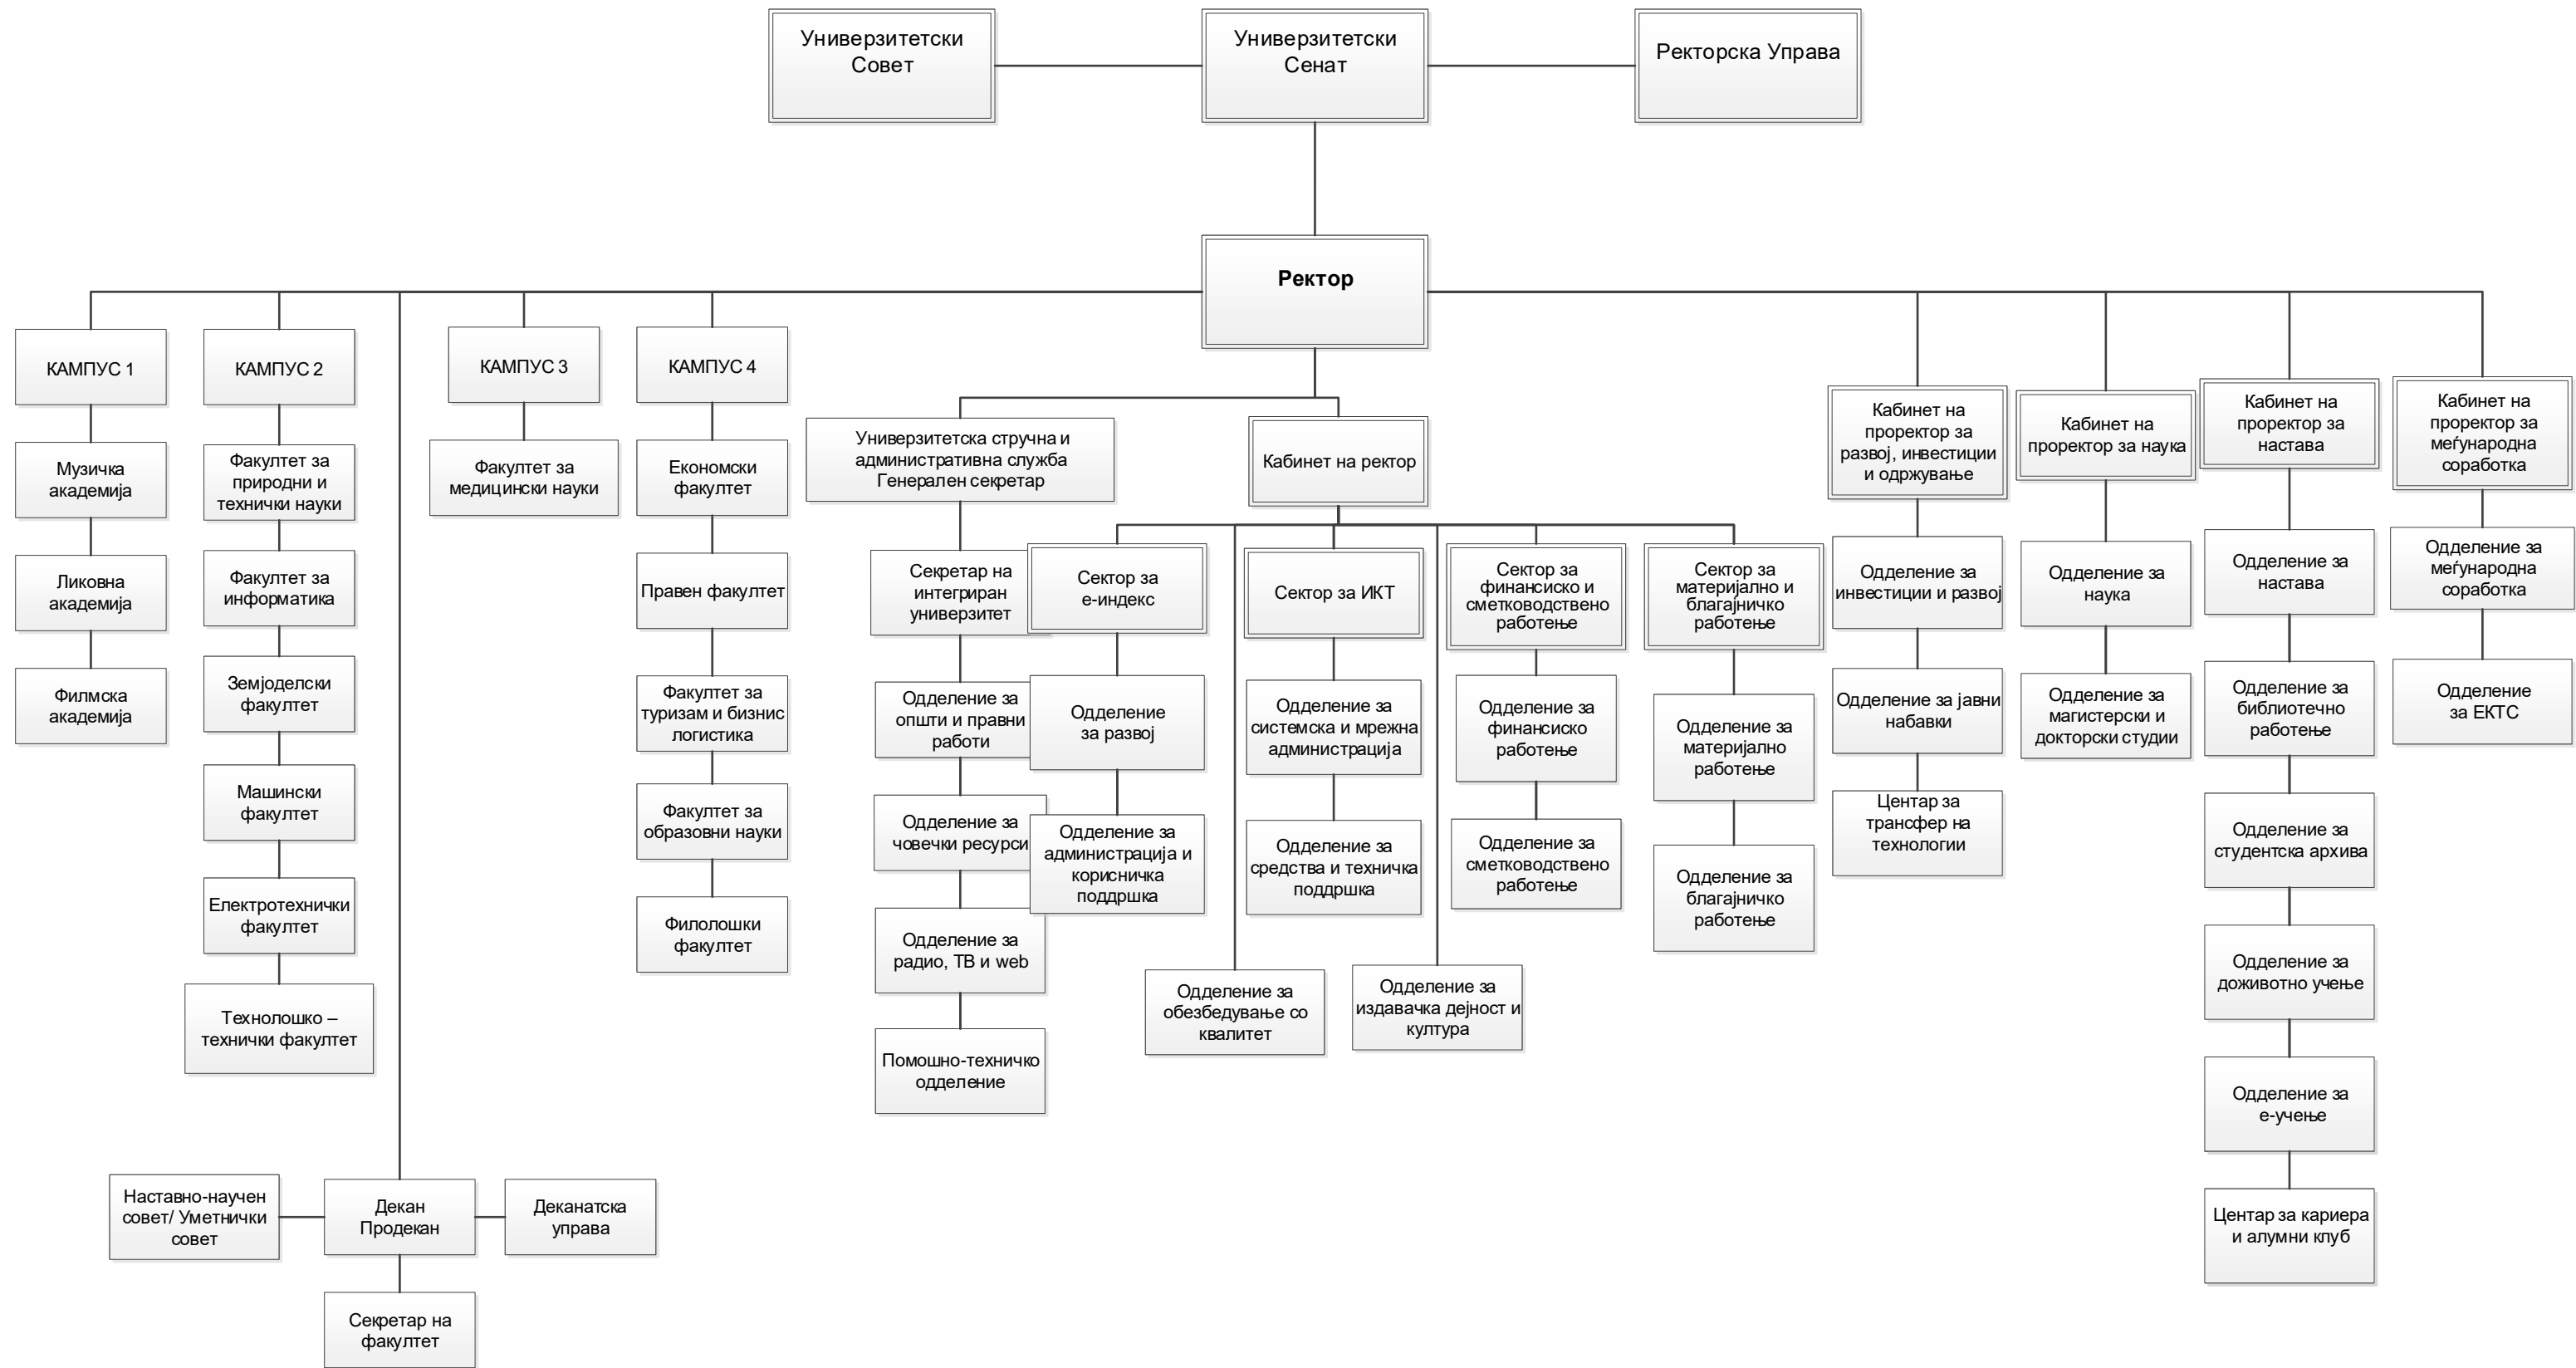 Универзитетски
Совет
Универзитетски
Сенат
Ректорска Управа
Ректор
КАМПУС 1
Музичка
академија
Ликовна
академија
Филмска
академија
КАМПУС 2
Факултет за
природни и
технички науки
Факултет за
информатика
Земјоделски
факултет
Машински
факултет
Електротехнички
факултет
Технолошко –
технички факултет
Наставно-научен
совет/ Уметнички
совет
Декан
Продекан
Деканатска
управа
Секретар на
факултет
КАМПУС 3
Факултет за
медицински науки
КАМПУС 4
Економски
факултет
Правен факултет
Факултет за
туризам и бизнис
логистика
Факултет за
образовни науки
Филолошки
факултет
Универзитетска стручна и
административна служба
Генерален секретар
Секретар на
интегриран
универзитет
Одделение за
општи и правни
работи
Одделение за
човечки ресурси
Одделение за
радио, ТВ и web
Помошно-техничко
одделение
Кабинет на ректор
Сектор за
е-индекс
Одделение
за развој
Одделение за
администрација и
корисничка
поддршка
Одделение за
обезбедување со
квалитет
Сектор за ИКТ
Одделение за
системска и мрежна
администрација
Одделение за
средства и техничка
поддршка
Одделение за
издавачка дејност и
култура
Сектор за
финансиско и
сметководствено
работење
Одделение за
финансиско
работење
Одделение за
сметководствено
работење
Сектор за
материјално и
благајничко
работење
Одделение за
материјално
работење
Одделение за
благајничко
работење
Кабинет на
проректор за
развој, инвестиции
и одржување
Одделение за
инвестиции и развој
Одделение за јавни
набавки
Центар за
трансфер на
технологии
Кабинет на
проректор за наука
Одделение за
наука
Одделение за
магистерски и
докторски студии
Кабинет на
проректор за
настава
Одделение за
настава
Одделение за
библиотечно
работење
Одделение за
студентска архива
Одделение за
доживотно учење
Одделение за
е-учење
Центар за кариера
и алумни клуб
Кабинет на
проректор за
меѓународна
соработка
Одделение за
меѓународна
соработка
Одделение
за ЕКТС